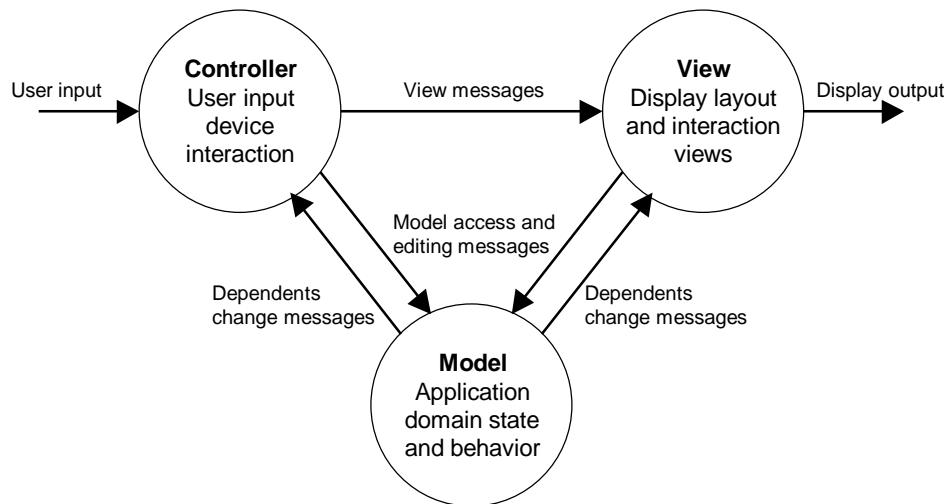 Controller
User input
device
interaction
View
Display layout
and interaction
views
User input
View messages
Display output
Model access and
editing messages
Dependents
change messages
Dependents
change messages
Model
Application
domain state
and behavior